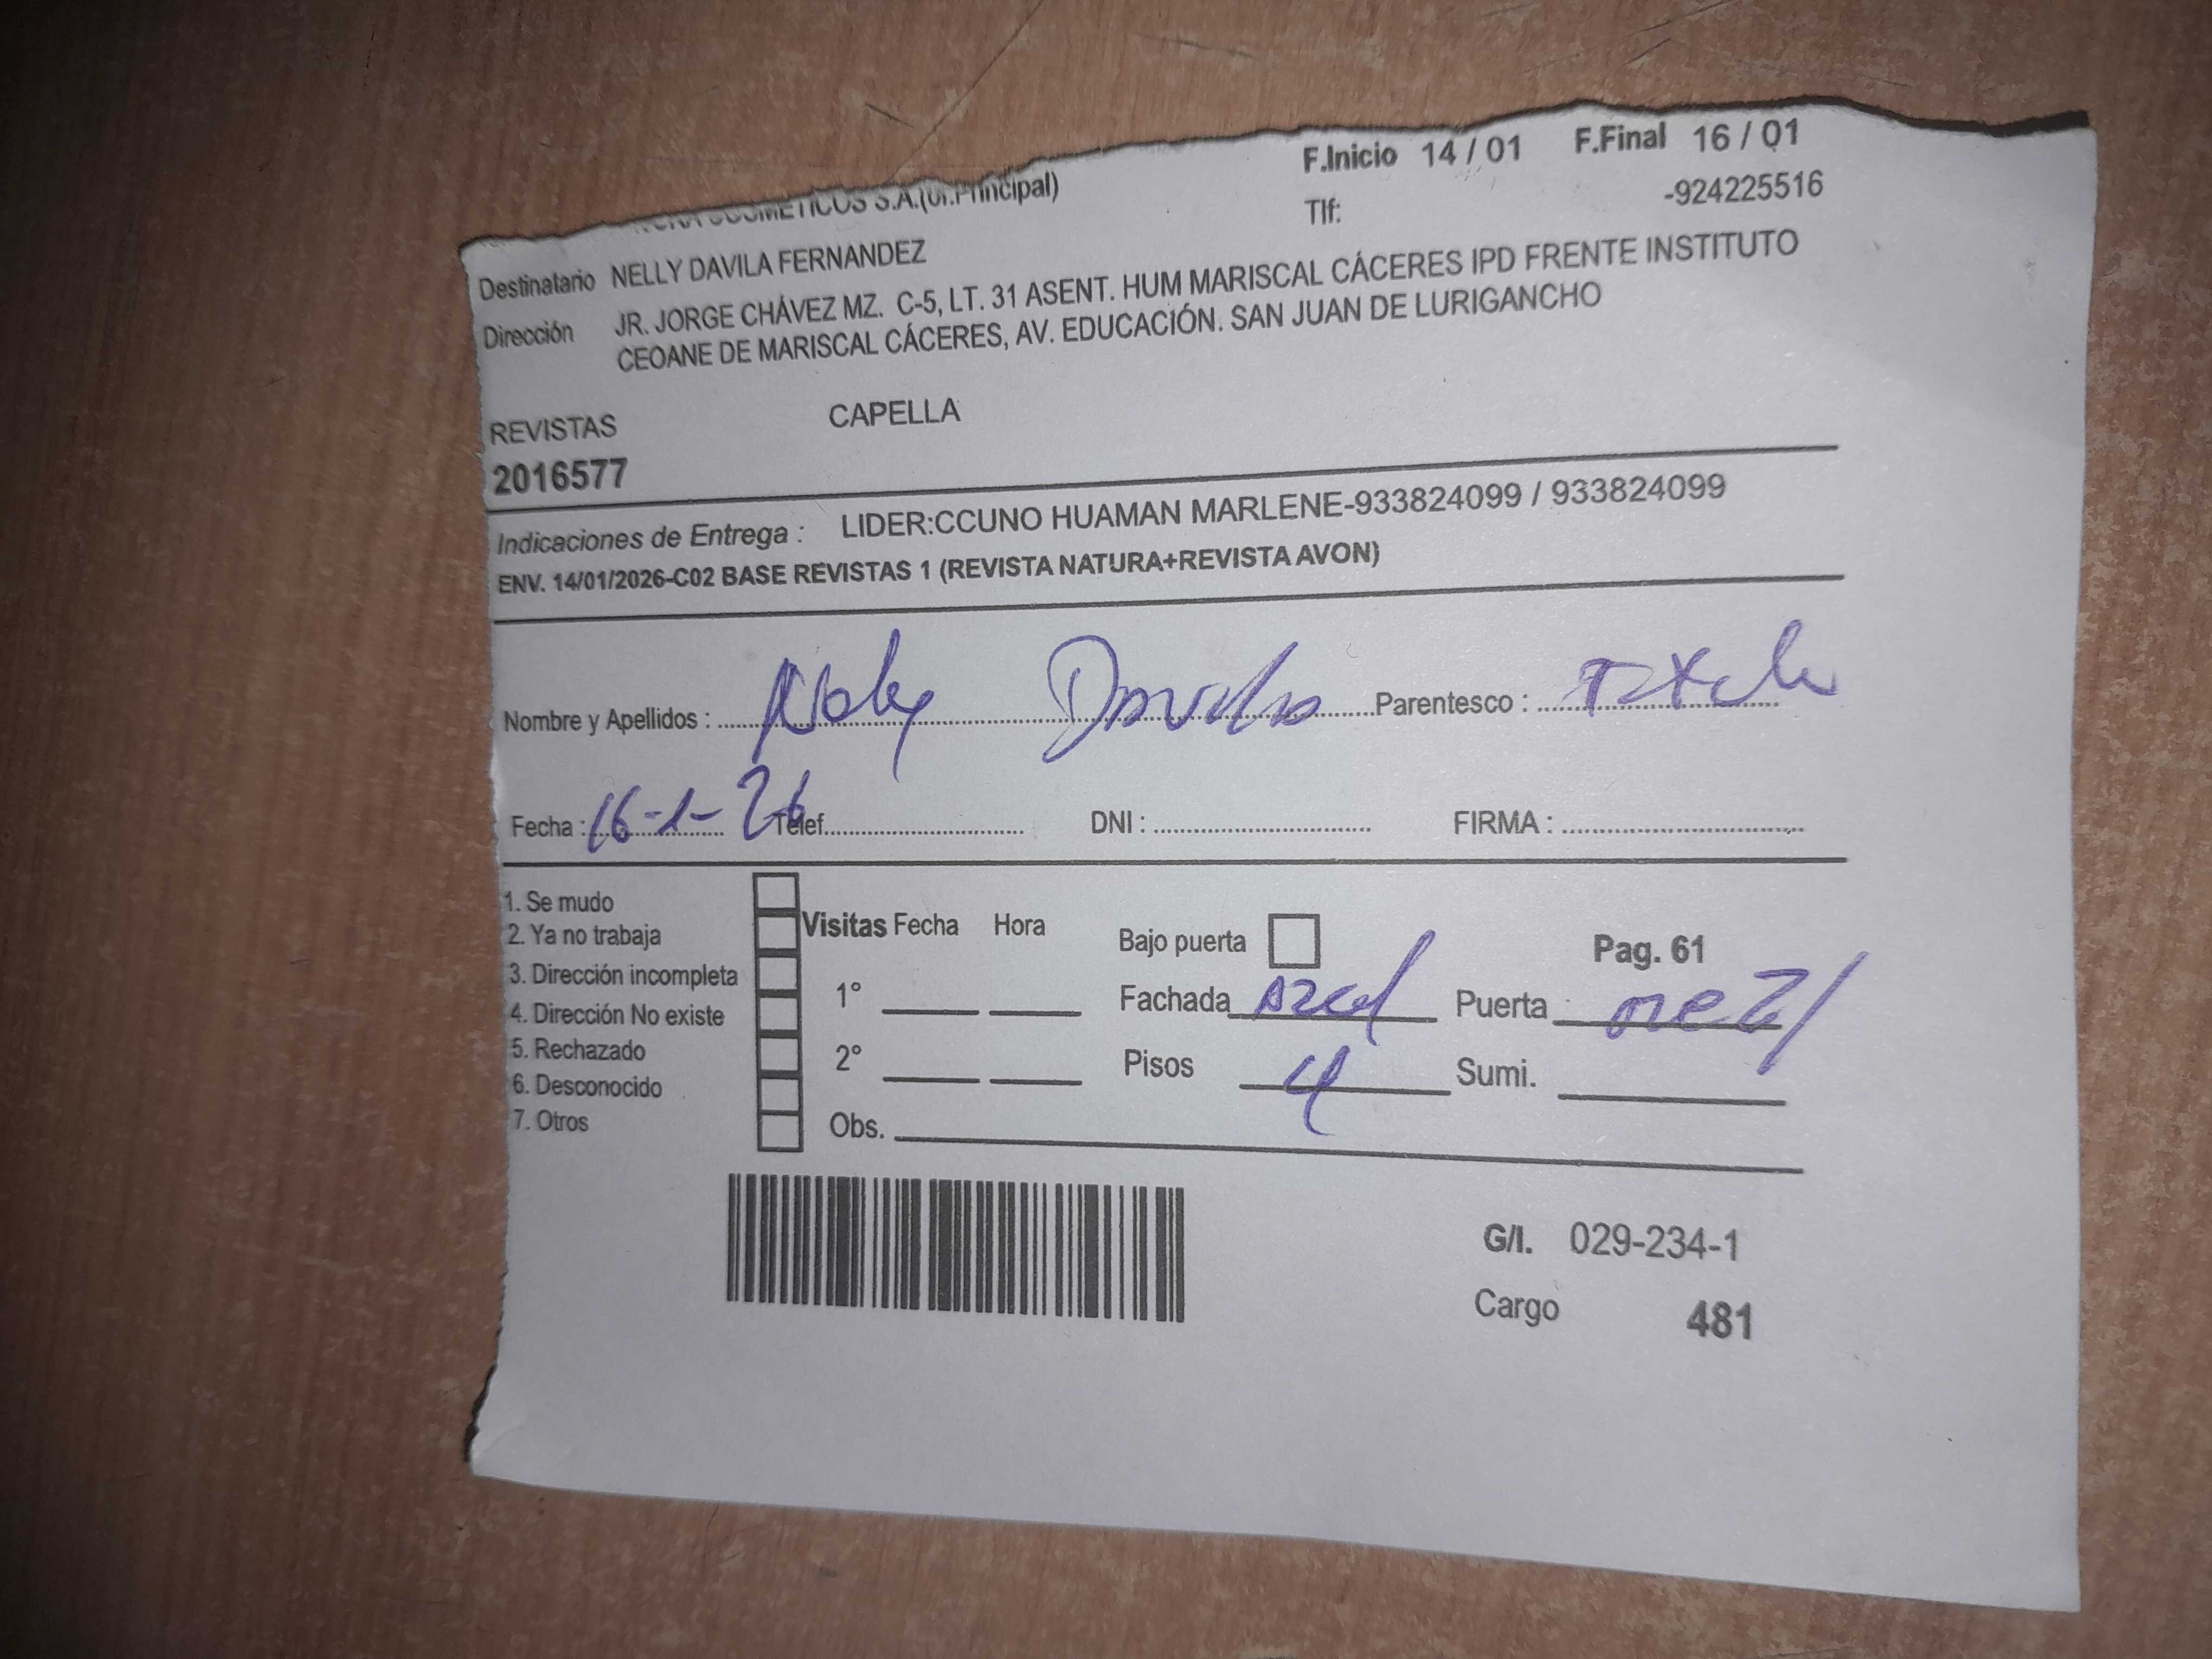 COSMETICOS S.A.(Of.Principal) F.Inicio 14 / 01 F.Final 16 / 01
Tlf: -924225516
Destinatario NELLY DAVILA FERNANDEZ
Dirección JR. JORGE CHÁVEZ MZ. C-5, LT. 31 ASENT. HUM MARISCAL CÁCERES IPD FRENTE INSTITUTO
CEOANE DE MARISCAL CÁCERES, AV. EDUCACIÓN. SAN JUAN DE LURIGANCHO
REVISTAS CAPELLA
2016577
Indicaciones de Entrega : LIDER:CCUNO HUAMAN MARLENE-933824099 / 933824099
ENV. 14/01/2026-C02 BASE REVISTAS 1 (REVISTA NATURA+REVISTA AVON)
Nombre y Apellidos : Nely Davila Parentesco :
Fecha : 16-1-26 Telef. DNI : FIRMA :
1. Se mudo
2. Ya no trabaja
3. Dirección incompleta
4. Dirección No existe
5. Rechazado
6. Desconocido
7. Otros
Visitas Fecha Hora
1°
2°
Obs.
Bajo puerta Pag. 61
Fachada azul Puerta metal
Pisos 4 Sumi.
G/I. 029-234-1
Cargo 481